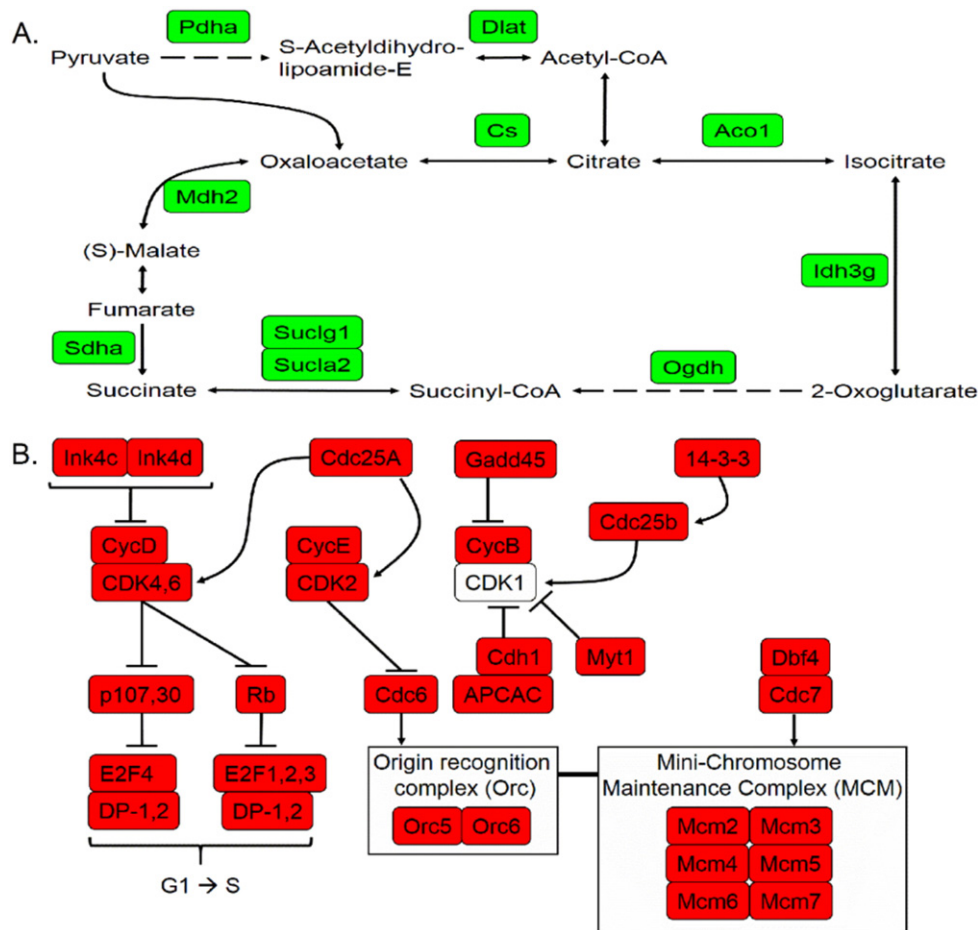 A.
Pdha
Dlat
Pyruvate
S-Acetyldihydro-
lipoamide-E
Acetyl-CoA
Cs
Aco1
Oxaloacetate
Citrate
Isocitrate
Mdh2
(S)-Malate
Idh3g
Fumarate
Suclg1
Sdha
Sucla2
Ogdh
Succinate
Succinyl-CoA
2-Oxoglutarate
B.
Ink4c Ink4d
Cdc25A
Gadd45
14-3-3
Cdc25b
CycD
CycE
CycB
CDK4,6
CDK2
CDK1
Cdh1
Myt1
Dbf4
p107,30
Rb
Cdc6
APCAC
Cdc7
E2F4
E2F1,2,3
DP-1,2
DP-1,2
Origin recognition
complex (Orc)
Orc5 Orc6
Mini-Chromosome
Maintenance Complex (MCM)
Mcm2 Mcm3
Mcm4 Mcm5
Mcm6 Mcm7
G1 → S